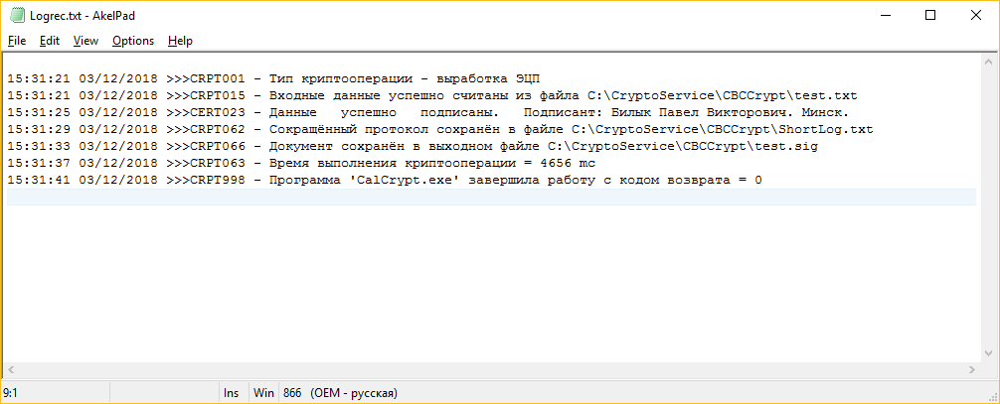 Logrec.txt - AkelPad
File Edit View Options Help
15:31:21 03/12/2018 >>>CRPT001 - Тип криптооперации - выработка ЭЦП
15:31:21 03/12/2018 >>>CRPT015 - Входные данные успешно считаны из файла C:\CryptoService\CBCCrypt\test.txt
15:31:25 03/12/2018 >>>CERT023 - Данные успешно подписаны. Подписант: Билык Павел Викторович. Минск.
15:31:29 03/12/2018 >>>CRPT062 - Сокращённый протокол сохранён в файле C:\CryptoService\CBCCrypt\ShortLog.txt
15:31:33 03/12/2018 >>>CRPT066 - Документ сохранён в выходном файле C:\CryptoService\CBCCrypt\test.sig
15:31:37 03/12/2018 >>>CRPT063 - Время выполнения криптооперации = 4656 mc
15:31:41 03/12/2018 >>>CRPT998 - Программа 'CalCrypt.exe' завершила работу с кодом возврата = 0
9:1 Ins Win 866 (OEM - русская)